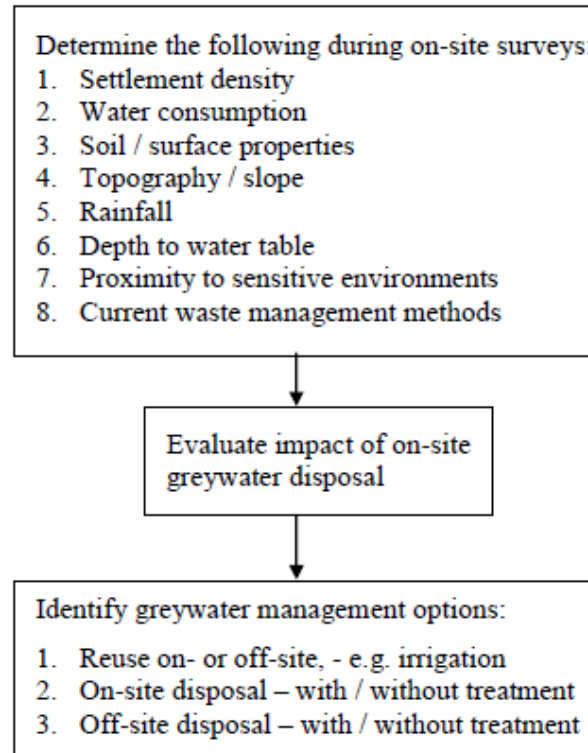 Determine the following during on-site surveys:
1. Settlement density
2. Water consumption
3. Soil / surface properties
4. Topography / slope
5. Rainfall
6. Depth to water table
7. Proximity to sensitive environments
8. Current waste management methods
Evaluate impact of on-site
greywater disposal
Identify greywater management options:
1. Reuse on- or off-site, - e.g. irrigation
2. On-site disposal – with / without treatment
3. Off-site disposal – with / without treatment